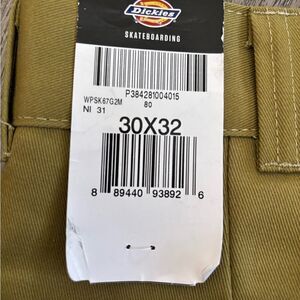 Dickies
SKATEBOARDING
P384281004015
WPSK67G2M 80
NI 31
30X32
8 89440 93892 6